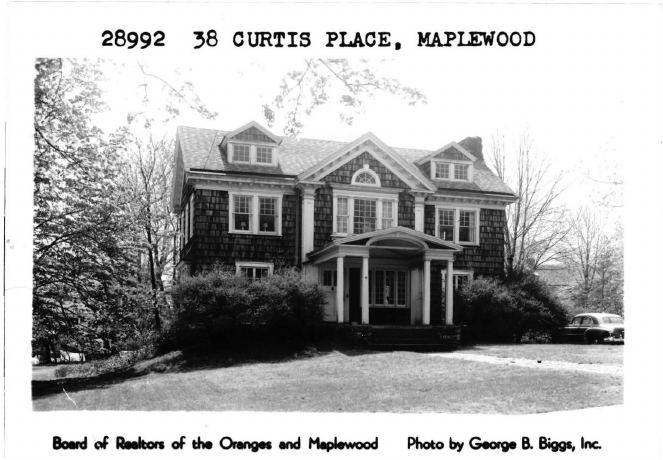 28992 38 CURTIS PLACE, MAPLEWOOD
Board of Realtors of the Oranges and Maplewood Photo by George B. Biggs, Inc.